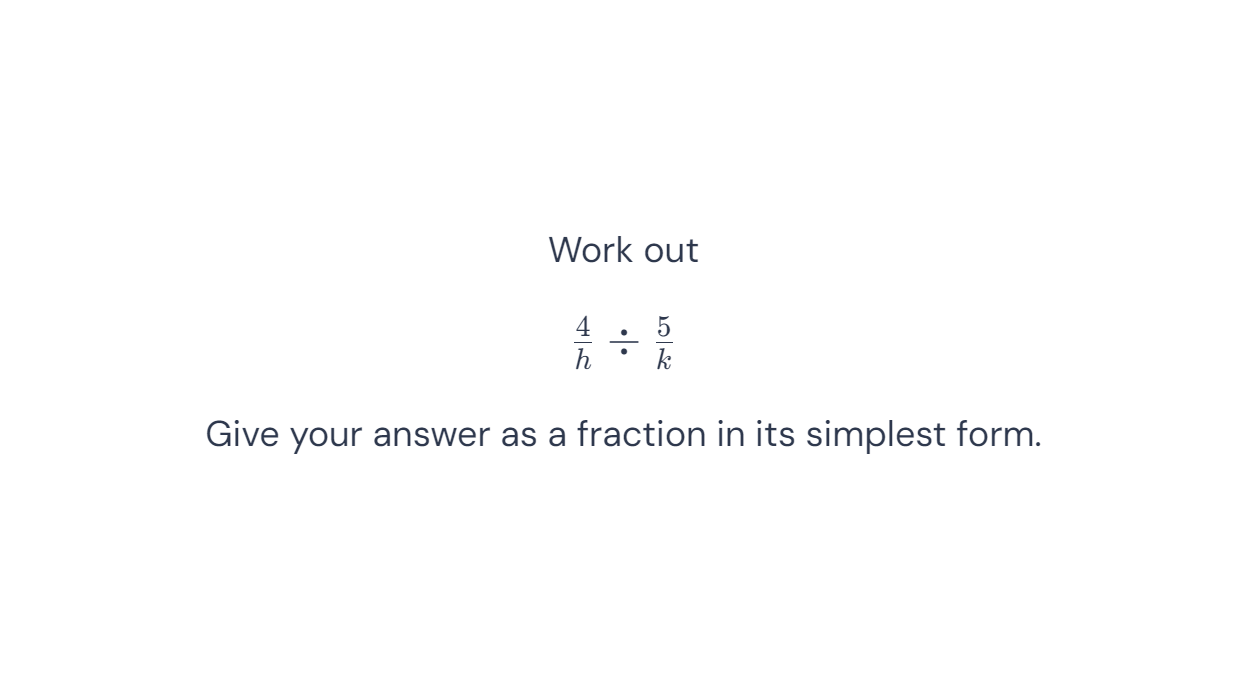 Work out
$\frac{4}{h} \div \frac{5}{k}$
Give your answer as a fraction in its simplest form.